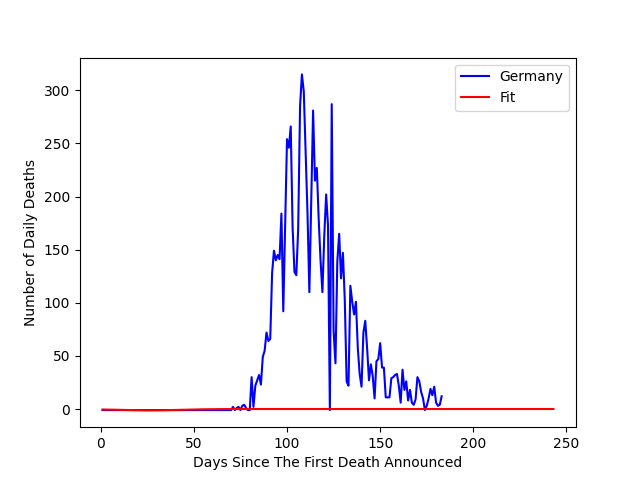 Germany
Fit
Number of Daily Deaths
300
250
200
150
100
50
0
0 50 100 150 200 250
Days Since The First Death Announced